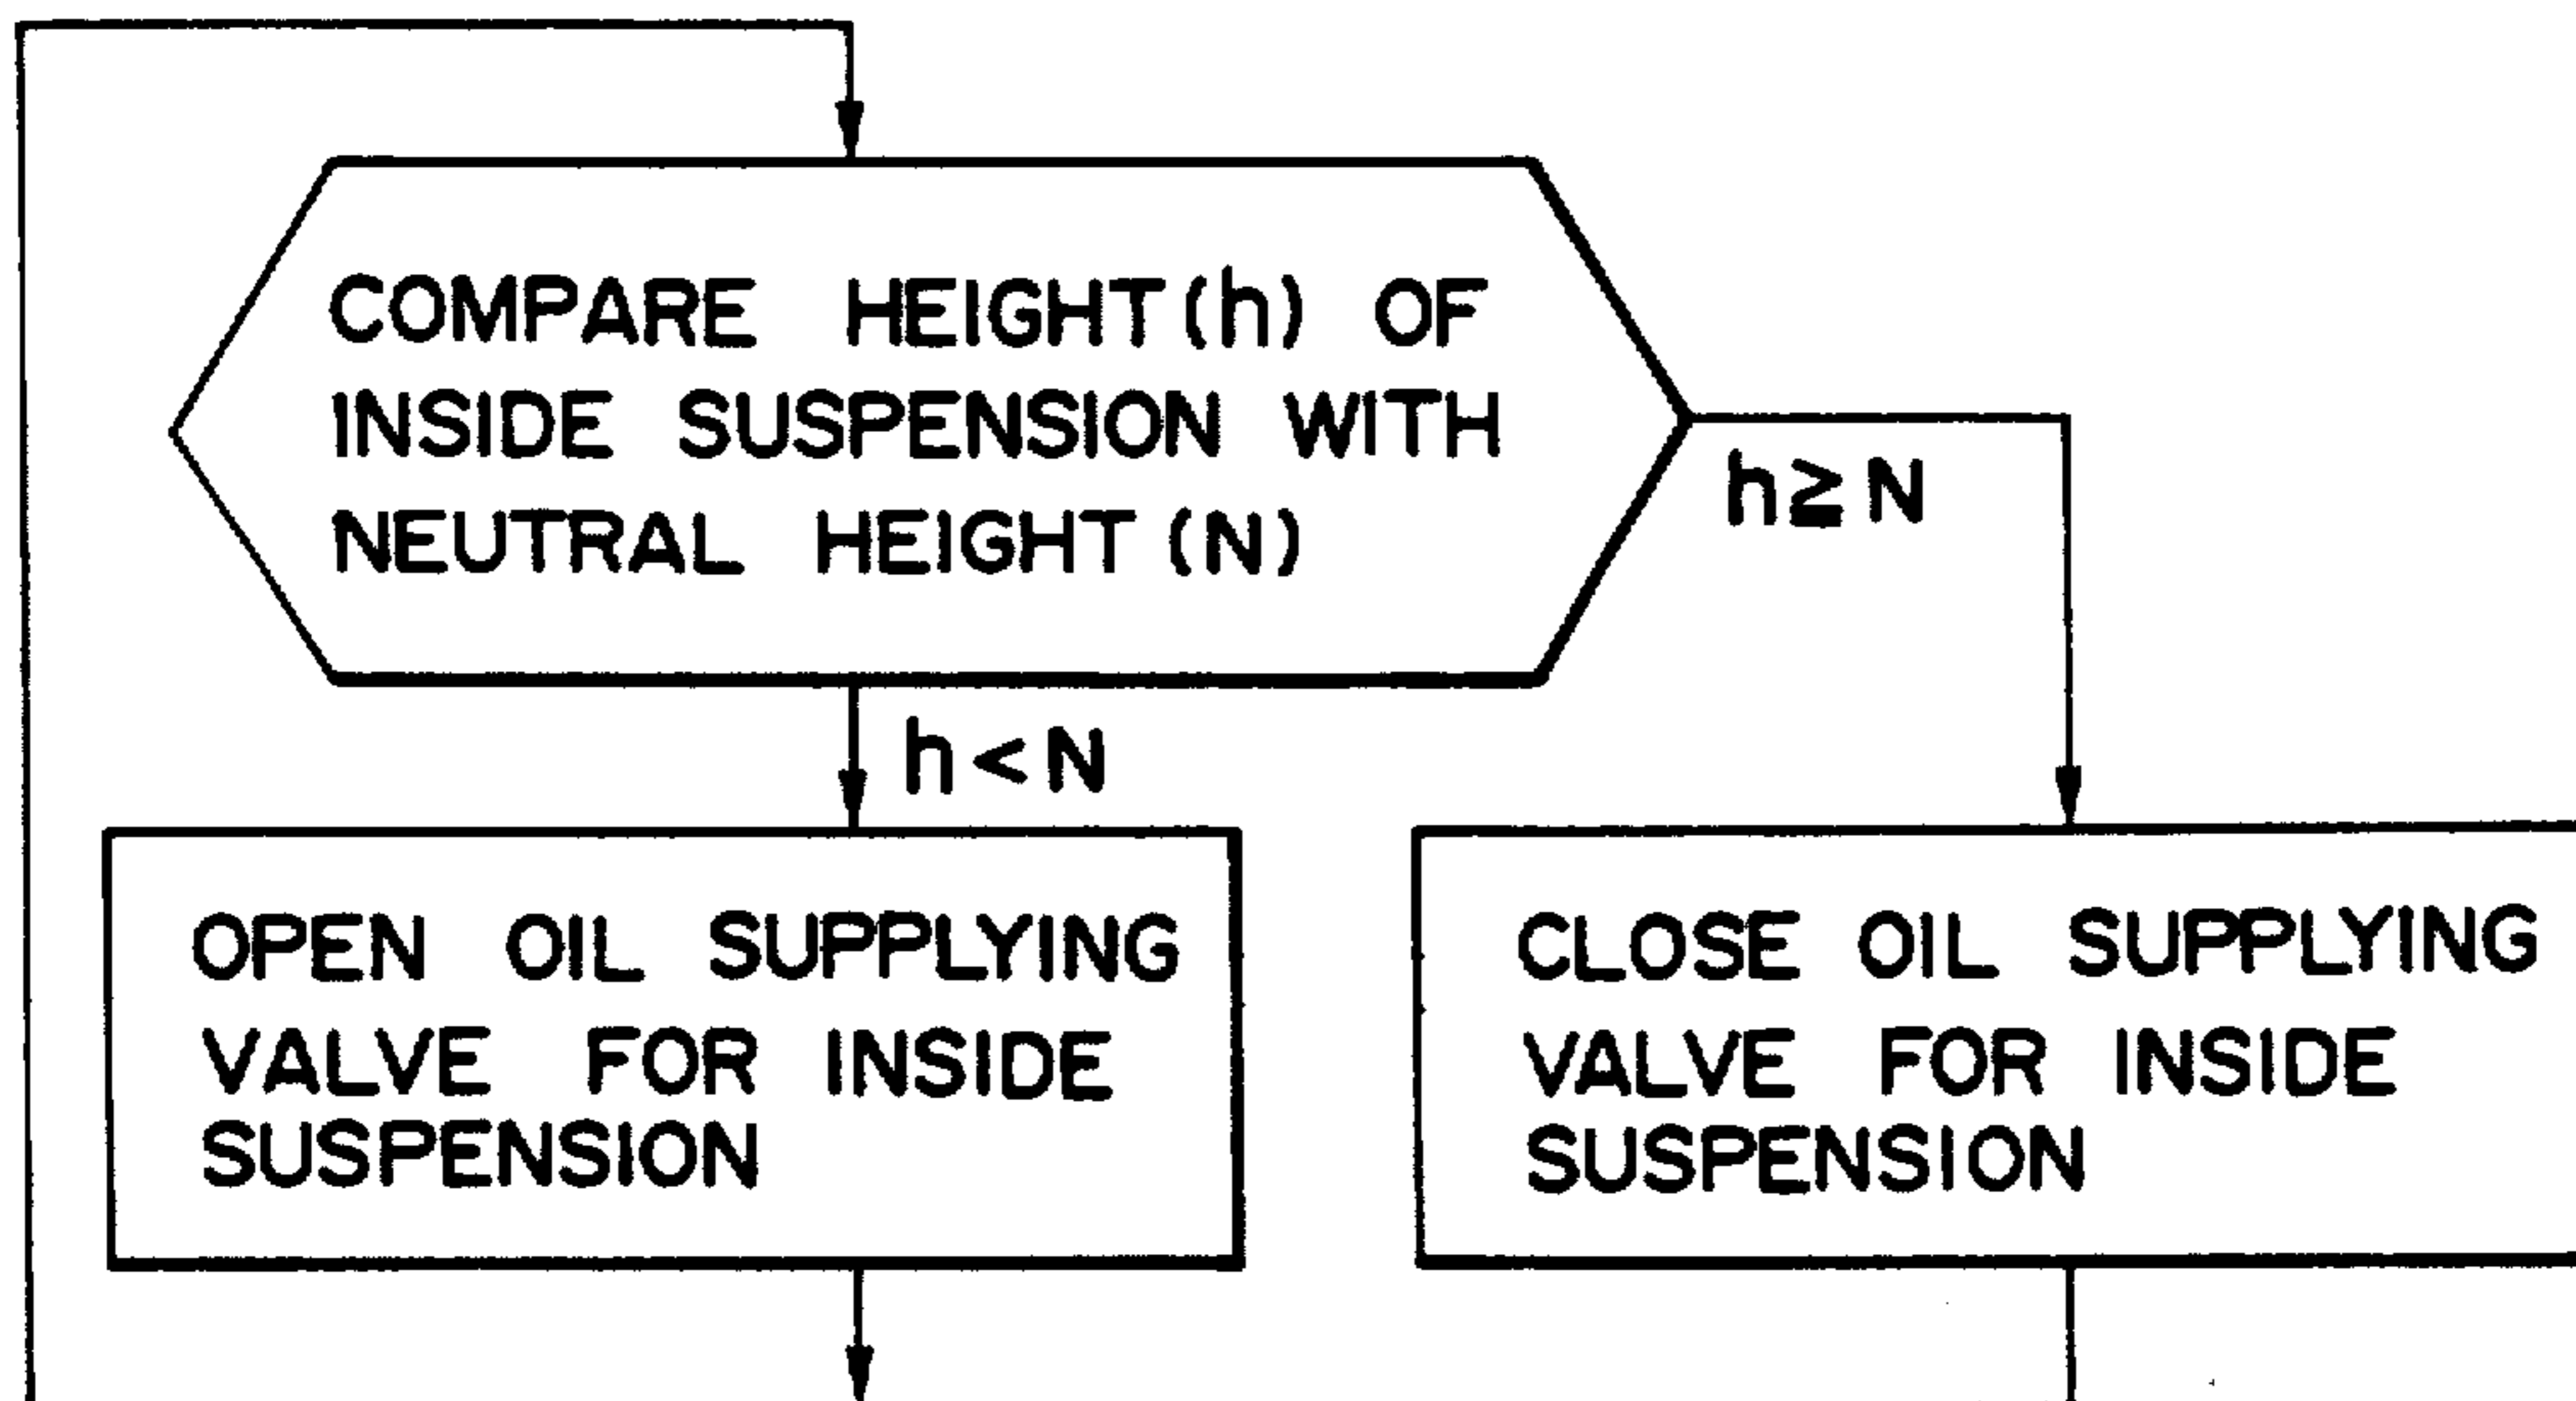 COMPARE HEIGHT(h) OF
INSIDE SUSPENSION WITH
NEUTRAL HEIGHT (N)
h≧N
h<N
OPEN OIL SUPPLYING
VALVE FOR INSIDE
SUSPENSION
CLOSE OIL SUPPLYING
VALVE FOR INSIDE
SUSPENSION